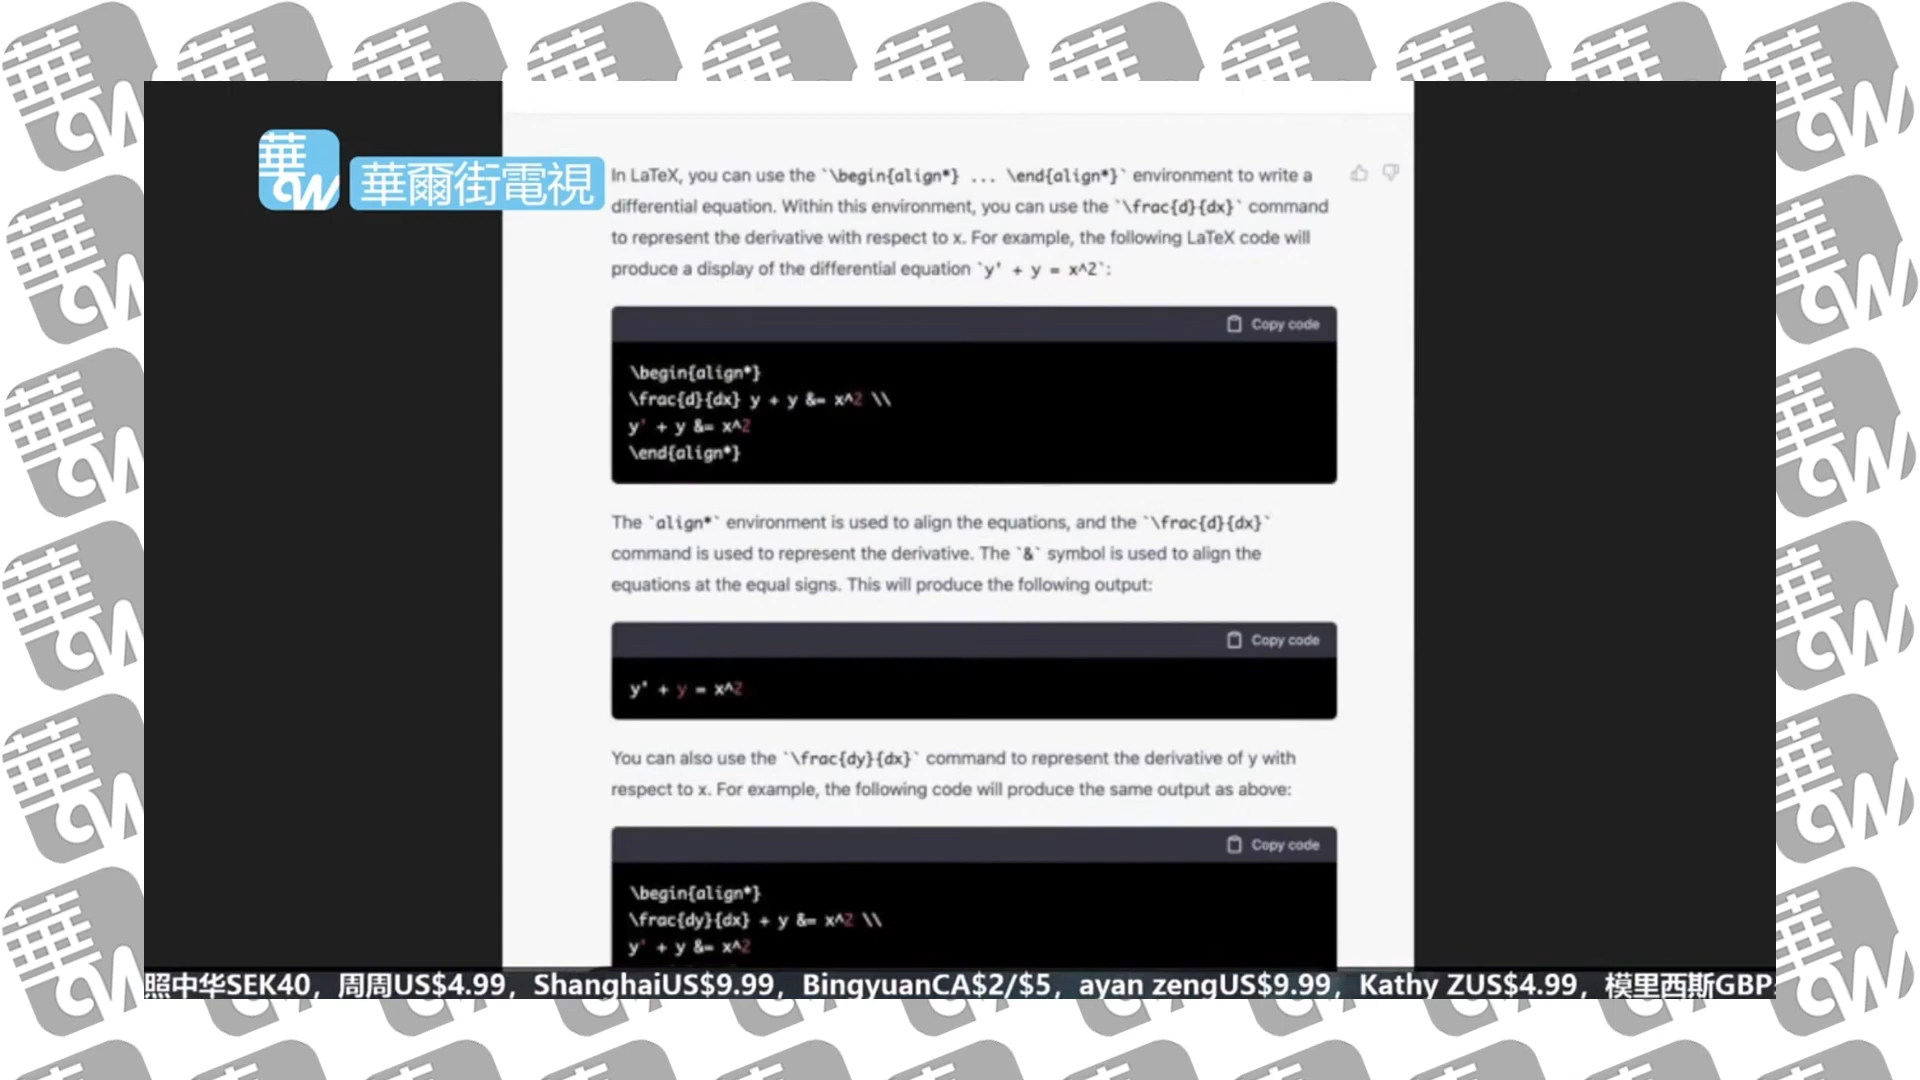 華 W
華爾街電視
In LaTeX, you can use the `\begin{align*} ... \end{align*}` environment to write a
differential equation. Within this environment, you can use the `\frac{d}{dx}` command
to represent the derivative with respect to x. For example, the following LaTeX code will
produce a display of the differential equation `y' + y = x^2`:
Copy code
\begin{align*}
\frac{d}{dx} y + y &= x^2 \\
y' + y &= x^2
\end{align*}
The `align*` environment is used to align the equations, and the `\frac{d}{dx}`
command is used to represent the derivative. The `&` symbol is used to align the
equations at the equal signs. This will produce the following output:
Copy code
y' + y = x^2
You can also use the `\frac{dy}{dx}` command to represent the derivative of y with
respect to x. For example, the following code will produce the same output as above:
Copy code
\begin{align*}
\frac{dy}{dx} + y &= x^2 \\
y' + y &= x^2
照中华SEK40，周周US$4.99，ShanghaiUS$9.99，BingyuanCA$2/$5，ayan zengUS$9.99，Kathy ZUS$4.99，模里西斯GBP